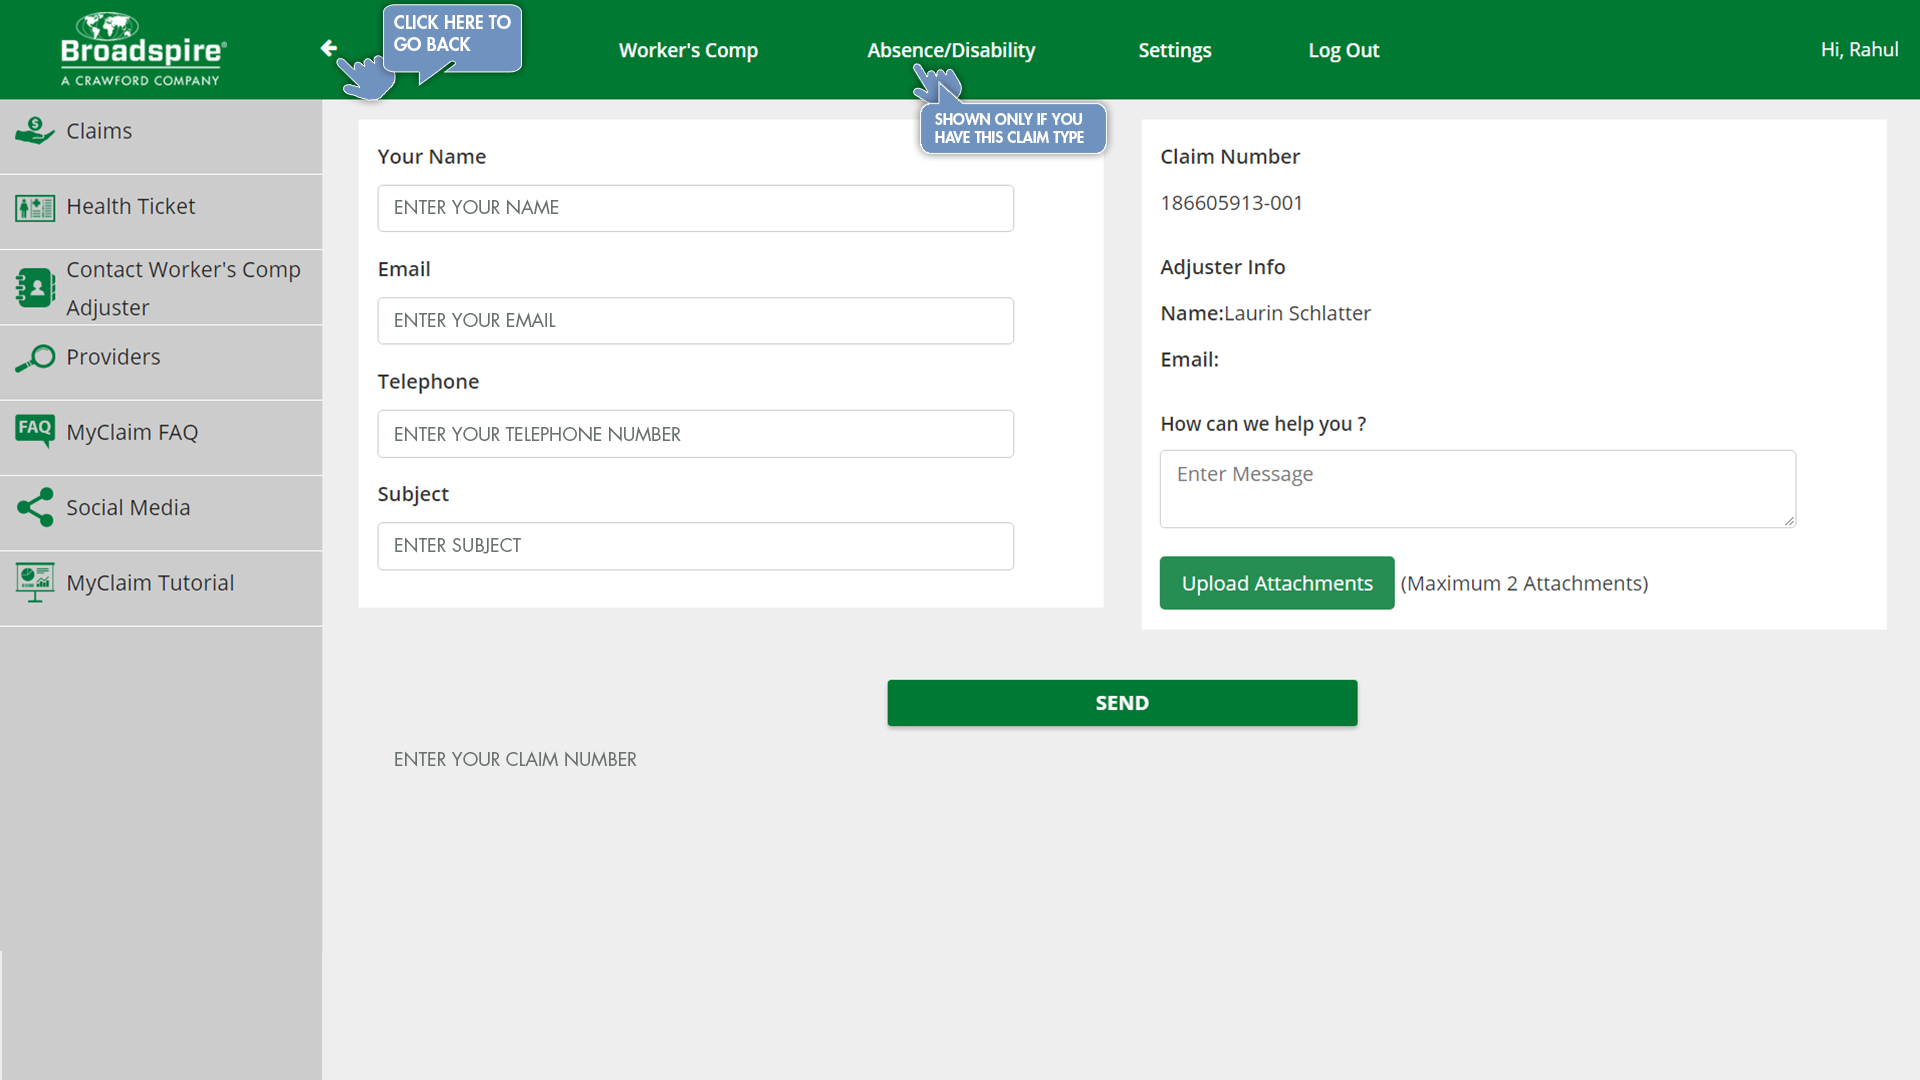 Broadspire®
A CRAWFORD COMPANY
CLICK HERE TO
GO BACK
Worker's Comp
Absence/Disability
Settings
Log Out
Hi, Rahul
SHOWN ONLY IF YOU
HAVE THIS CLAIM TYPE
Claims
Health Ticket
Contact Worker's Comp
Adjuster
Providers
FAQ
MyClaim FAQ
Social Media
MyClaim Tutorial
Your Name
ENTER YOUR NAME
Email
ENTER YOUR EMAIL
Telephone
ENTER YOUR TELEPHONE NUMBER
Subject
ENTER SUBJECT
Claim Number
186605913-001
Adjuster Info
Name:Laurin Schlatter
Email:
How can we help you ?
Enter Message
Upload Attachments (Maximum 2 Attachments)
SEND
ENTER YOUR CLAIM NUMBER